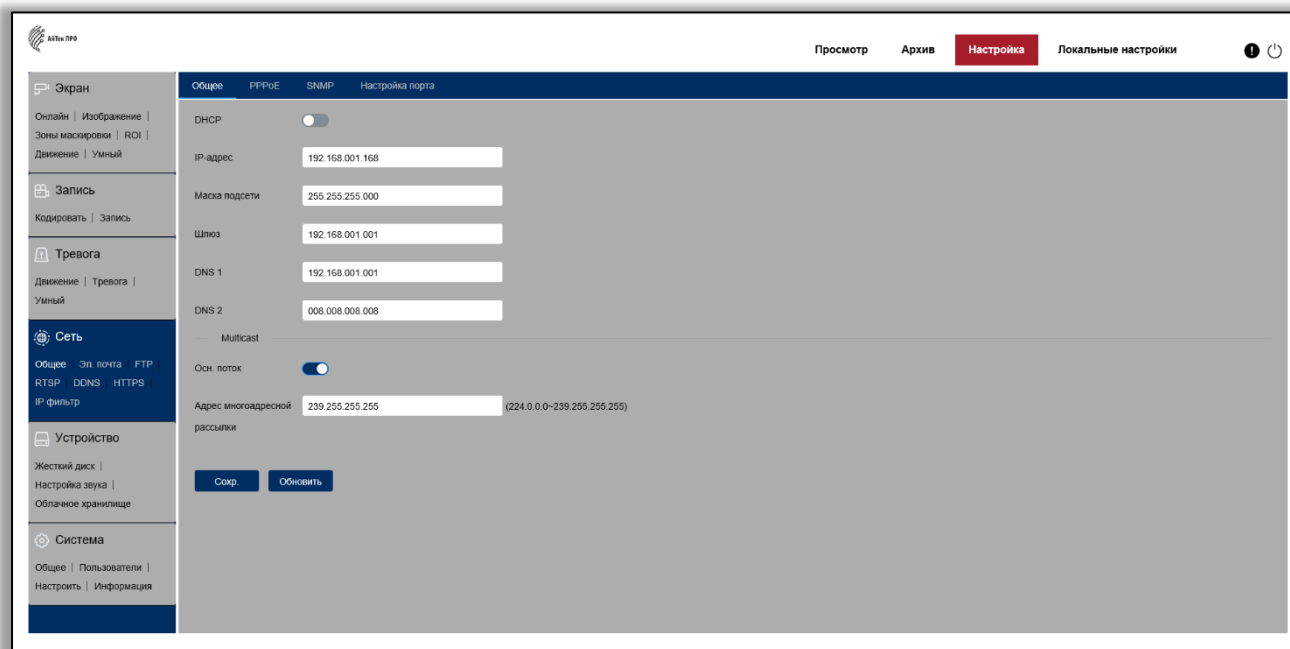 АйТек ПРО
Просмотр Архив Настройка Локальные настройки
Экран
Онлайн | Изображение |
Зоны маскировки | ROI |
Движение | Умный
Запись
Кодировать | Запись
Тревога
Движение | Тревога |
Умный
Сеть
Общее | Эл. почта | FTP |
RTSP | DDNS | HTTPS |
IP фильтр
Устройство
Жесткий диск |
Настройка звука |
Облачное хранилище
Система
Общее | Пользователи |
Настроить | Информация
Общее PPPoE SNMP Настройка порта
DHCP
IP-адрес 192.168.001.168
Маска подсети 255.255.255.000
Шлюз 192.168.001.001
DNS 1 192.168.001.001
DNS 2 008.008.008.008
Multicast
Осн. поток
Адрес многоадресной 239.255.255.255 (224.0.0.0~239.255.255.255)
рассылки
Сохр. Обновить